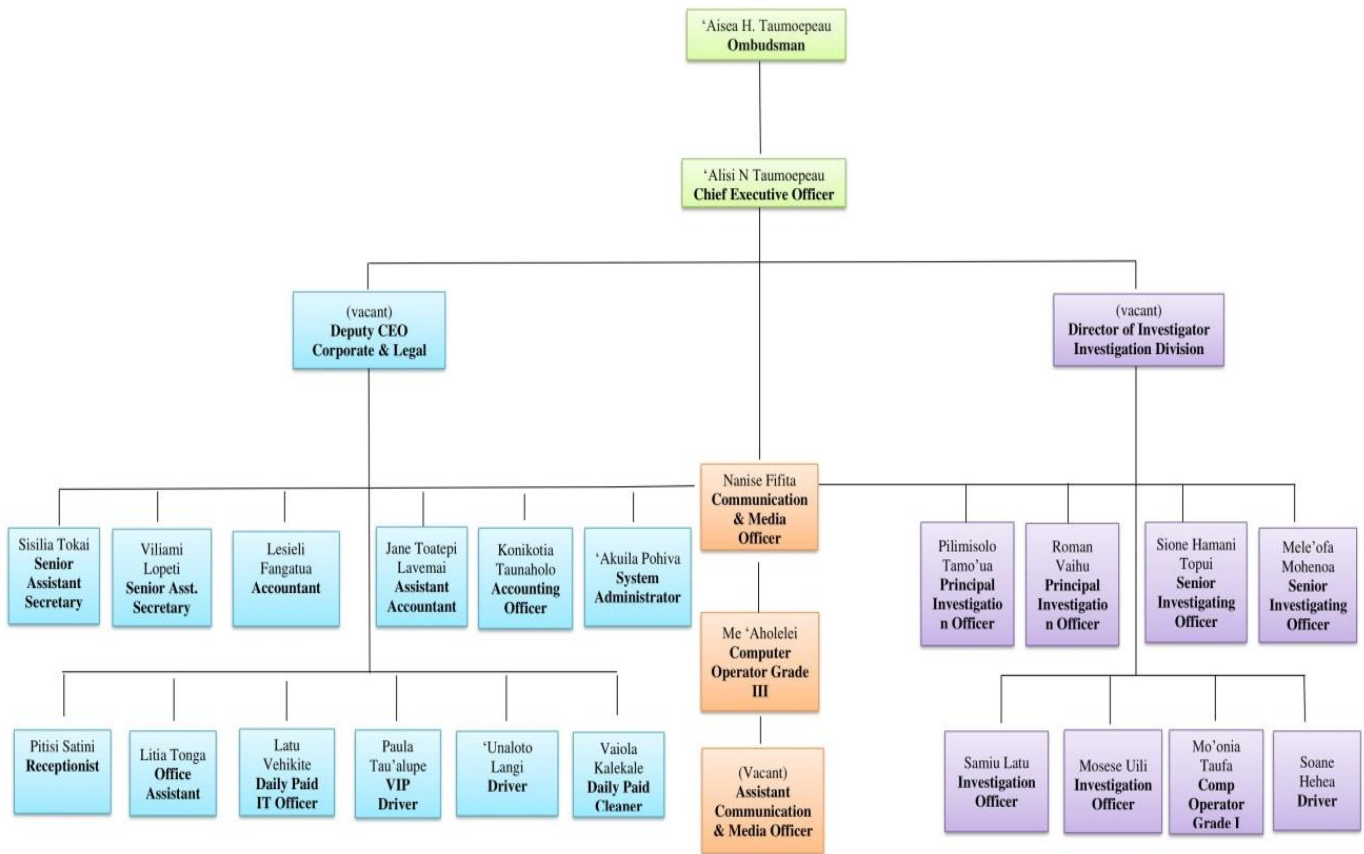 ‘Aisea H. Taumoepeau
Ombudsman
‘Alisi N Taumoepeau
Chief Executive Officer
(vacant)
Deputy CEO
Corporate & Legal
(vacant)
Director of Investigator
Investigation Division
Nanise Fifita
Communication
& Media
Officer
Sisilia Tokai
Senior
Assistant
Secretary
Viliami
Lopeti
Senior Asst.
Secretary
Lesieli
Fangatua
Accountant
Jane Toatepi
Lavemai
Assistant
Accountant
Konikotia
Taunaholo
Accounting
Officer
‘Akuila Pohiva
System
Administrator
Pilimisolo
Tamo’ua
Principal
Investigatio
n Officer
Roman
Vaihu
Principal
Investigatio
n Officer
Sione Hamani
Topui
Senior
Investigating
Officer
Mele’ofa
Mohenoa
Senior
Investigating
Officer
Me ‘Aholelei
Computer
Operator Grade
III
Pitisi Satini
Receptionist
Litia Tonga
Office
Assistant
Latu
Vehikite
Daily Paid
IT Officer
Paula
Tau’alupe
VIP
Driver
‘Unaloto
Langi
Driver
Vaiola
Kalekale
Daily Paid
Cleaner
(Vacant)
Assistant
Communication
& Media Officer
Samiu Latu
Investigation
Officer
Mosese Uili
Investigation
Officer
Mo’onia
Taufa
Comp
Operator
Grade I
Soane
Hehea
Driver